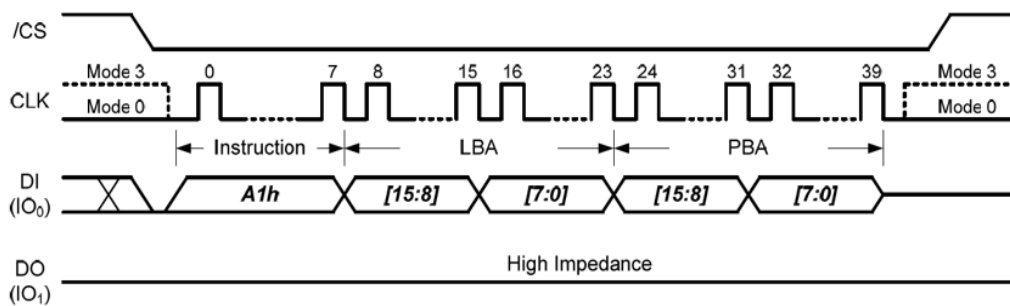 /CS
Mode 3 0 7 8 15 16 23 24 31 32 39 Mode 3
CLK
Mode 0 Mode 0
Instruction LBA PBA
DI
(IO0)
A1h [15:8] [7:0] [15:8] [7:0]
High Impedance
DO
(IO1)